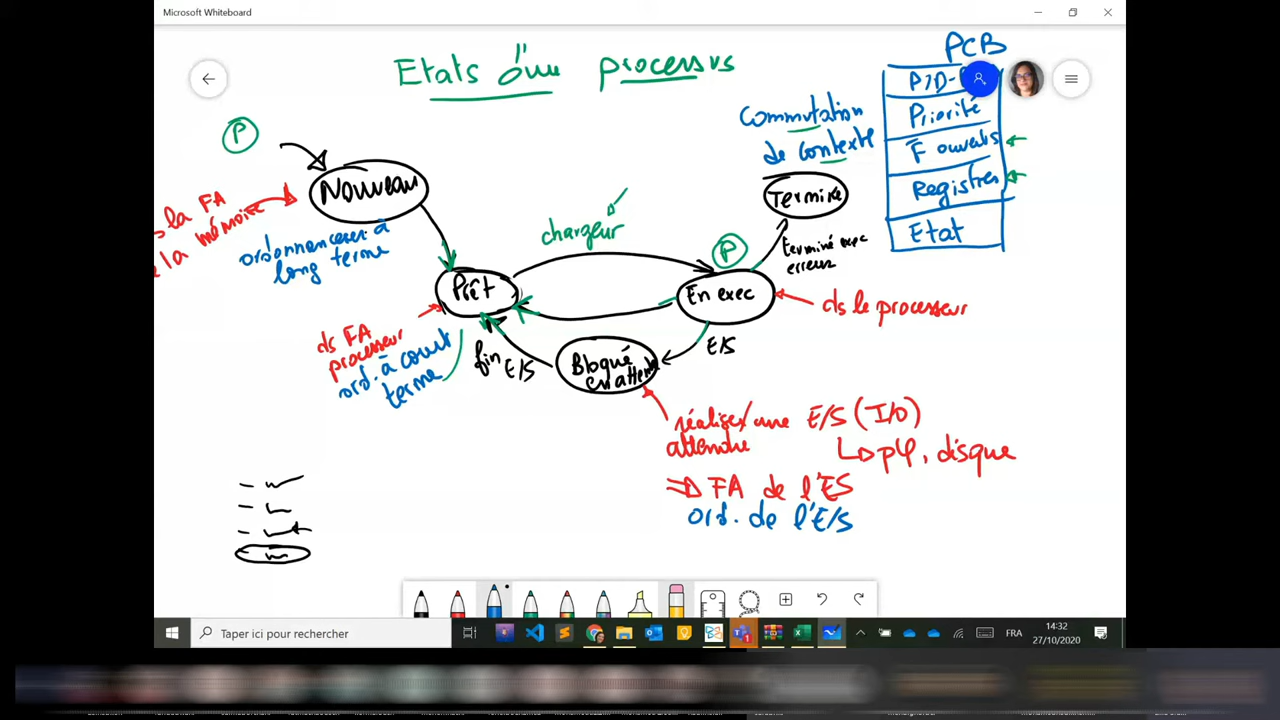 Microsoft Whiteboard
Etats d'un processus
PCB
PID
Priorité
F ouverts
Registres
Etat
Commutation
de contexte
P
Nouveau
s la FA
e la mémoire
ordonnanceur à
long terme
chargeur
P
Terminé
Terminé avec
erreur
Prêt
En exec
ds le processeur
ds FA
processeur
ord. à court
terme
fin E/S
Bloqué
en attente
E/S
réaliser/une E/S (I/O)
attendre
pφ, disque
⇒ FA de l'ES
ord. de l'E/S
Taper ici pour rechercher
FRA
14:32
27/10/2020